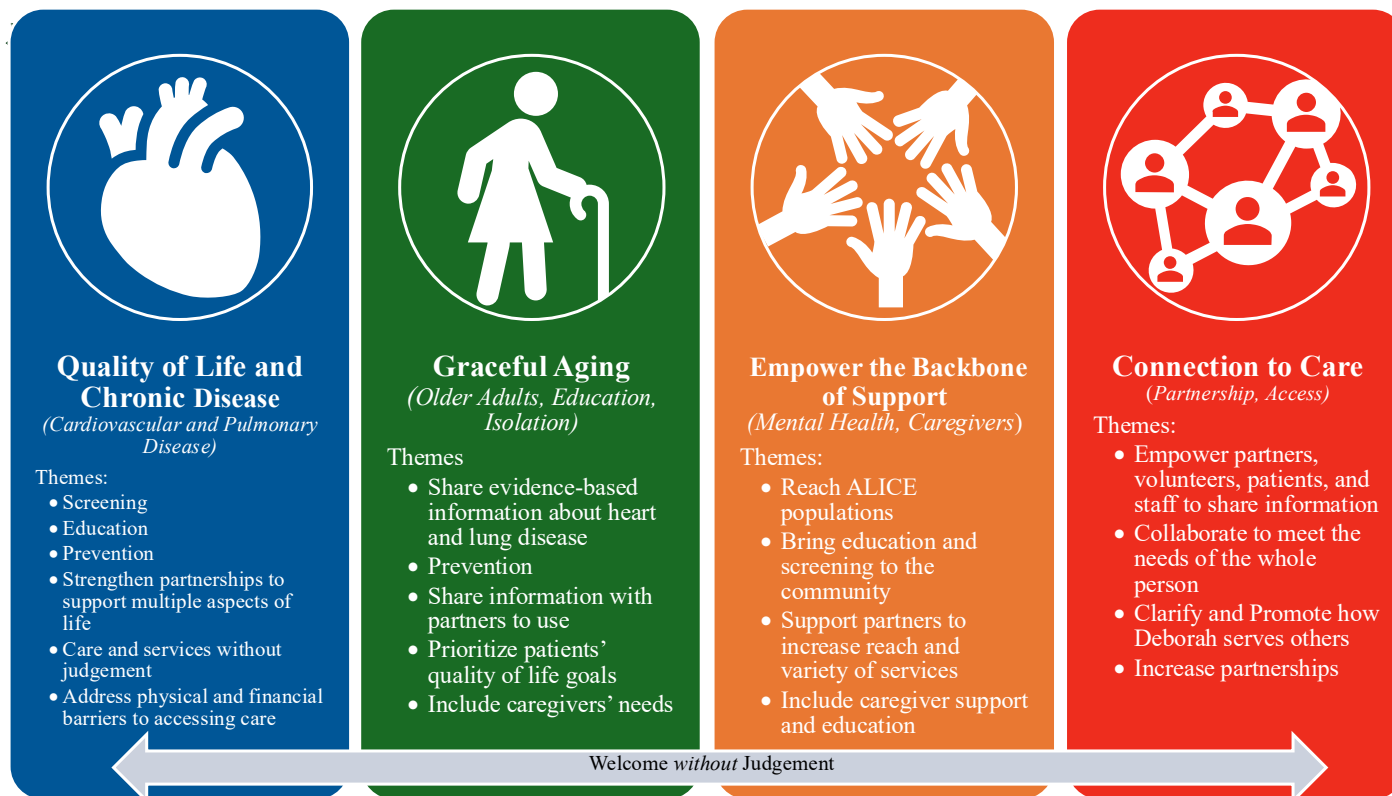 Quality of Life and
Chronic Disease
(Cardiovascular and Pulmonary
Disease)
Themes:
• Screening
• Education
• Prevention
• Strengthen partnerships to
support multiple aspects of
life
• Care and services without
judgement
• Address physical and financial
barriers to accessing care
Graceful Aging
(Older Adults, Education,
Isolation)
Themes
• Share evidence-based
information about heart
and lung disease
• Prevention
• Share information with
partners to use
• Prioritize patients’
quality of life goals
• Include caregivers’ needs
Empower the Backbone
of Support
(Mental Health, Caregivers)
Themes:
• Reach ALICE
populations
• Bring education and
screening to the
community
• Support partners to
increase reach and
variety of services
• Include caregiver support
and education
Connection to Care
(Partnership, Access)
Themes:
• Empower partners,
volunteers, patients, and
staff to share information
• Collaborate to meet the
needs of the whole
person
• Clarify and Promote how
Deborah serves others
• Increase partnerships
Welcome without Judgement